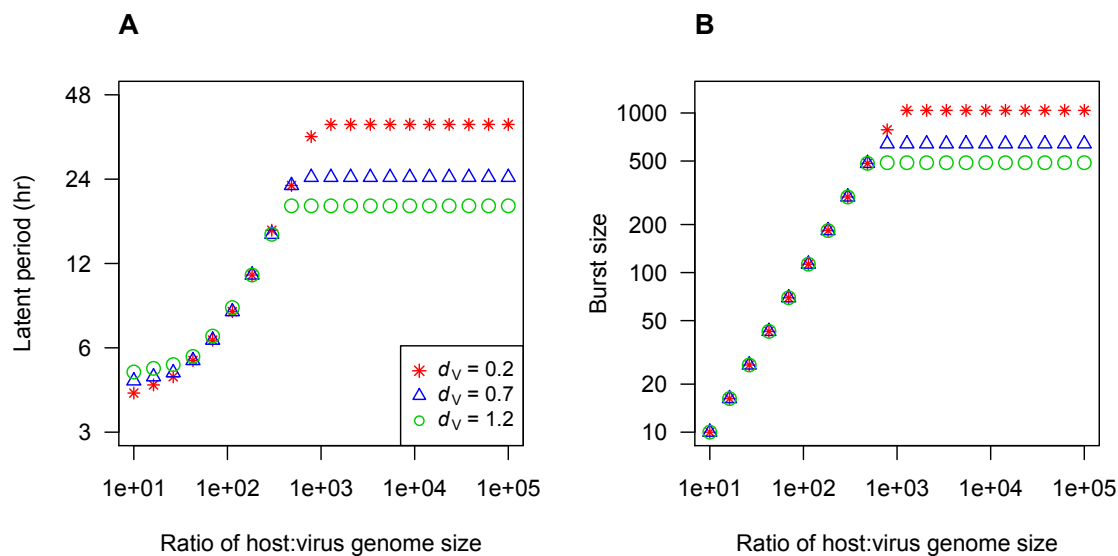 A
Latent period (hr)
48
24
12
6
3
dV = 0.2
dV = 0.7
dV = 1.2
1e+01 1e+02 1e+03 1e+04 1e+05
Ratio of host:virus genome size
B
Burst size
1000
500
200
100
50
20
10
1e+01 1e+02 1e+03 1e+04 1e+05
Ratio of host:virus genome size